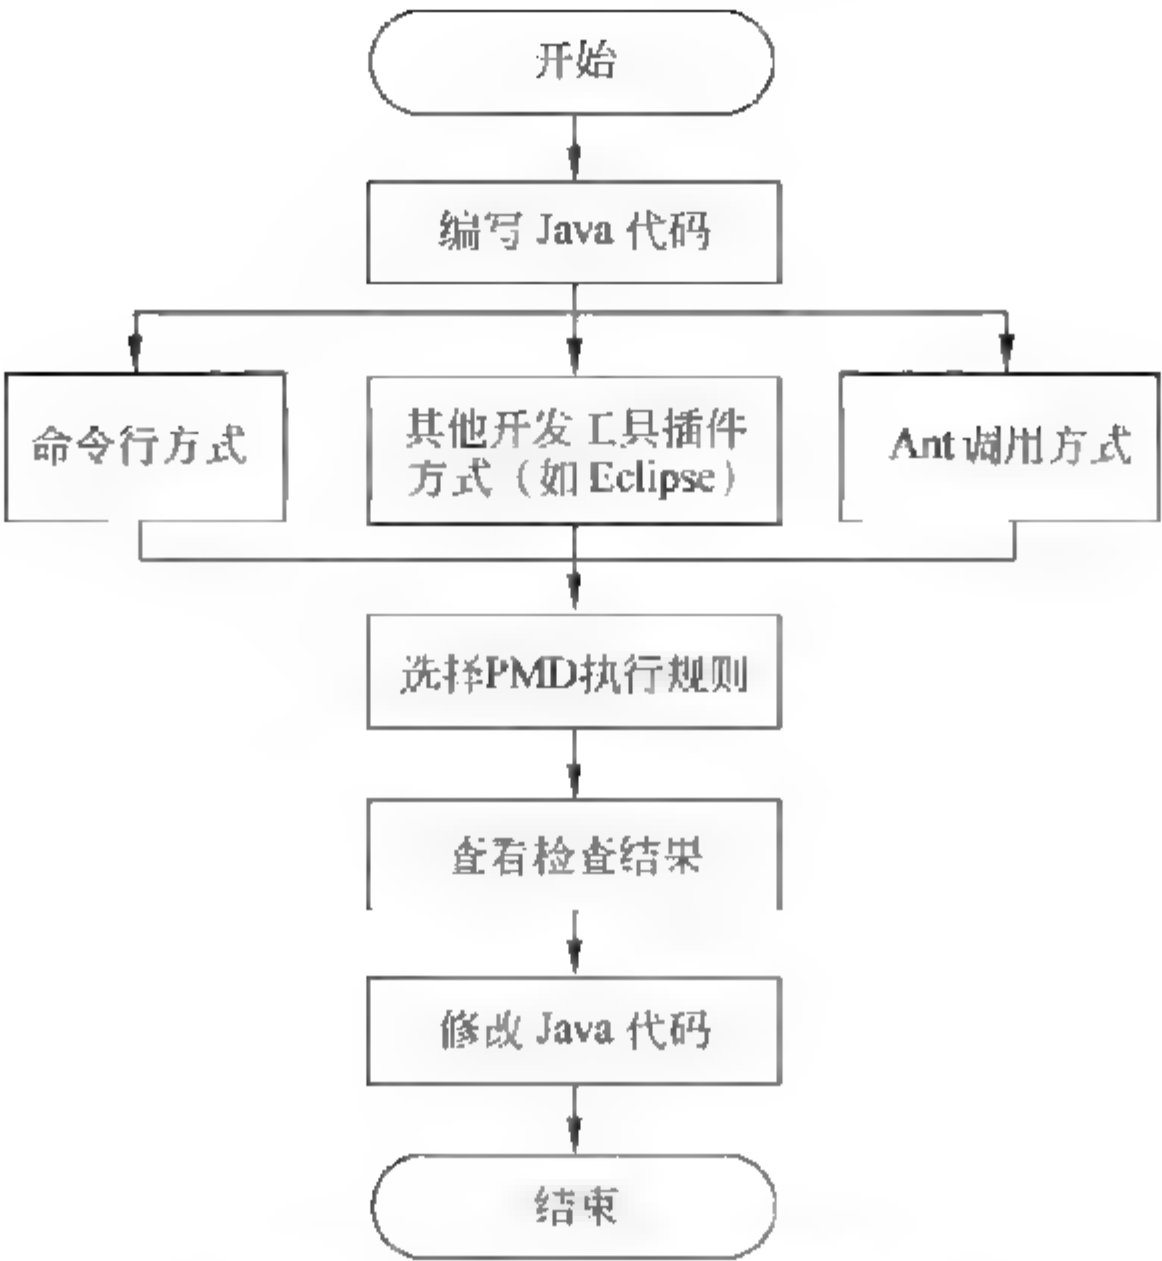 开始
编写 Java 代码
命令行方式
其他开发工具插件
方式（如 Eclipse）
Ant 调用方式
选择PMD执行规则
查看检查结果
修改 Java 代码
结束